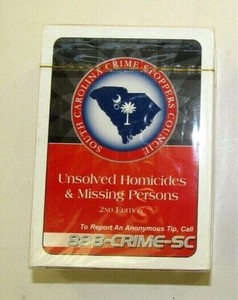 SOUTH CAROLINA CRIME STOPPERS COUNCIL
Unsolved Homicides
& Missing Persons
2ND EDITION
To Report An Anonymous Tip, Call
888-CRIME-SC